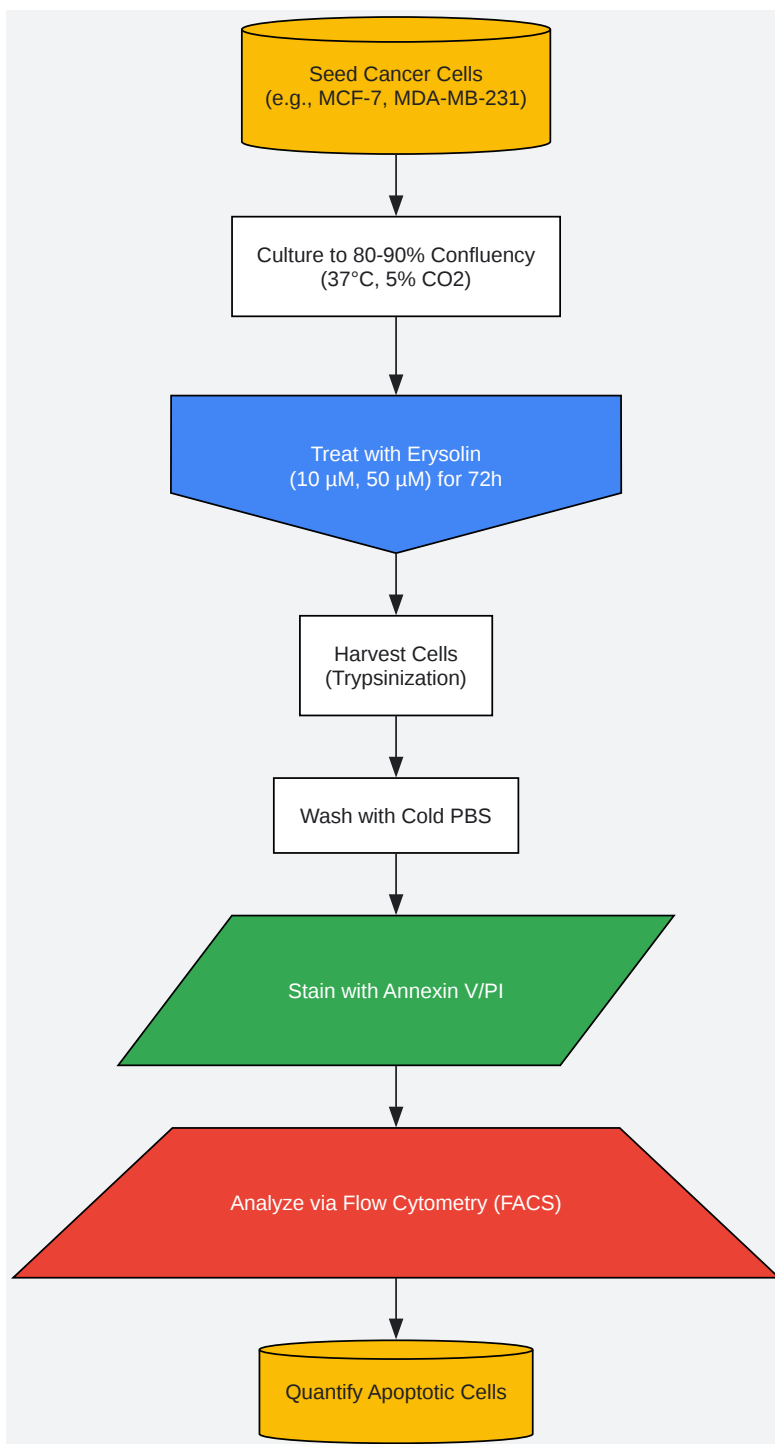 Seed Cancer Cells
(e.g., MCF-7, MDA-MB-231)
Culture to 80-90% Confluency
(37°C, 5% CO2)
Treat with Erysolin
(10 µM, 50 µM) for 72h
Harvest Cells
(Trypsinization)
Wash with Cold PBS
Stain with Annexin V/PI
Analyze via Flow Cytometry (FACS)
Quantify Apoptotic Cells